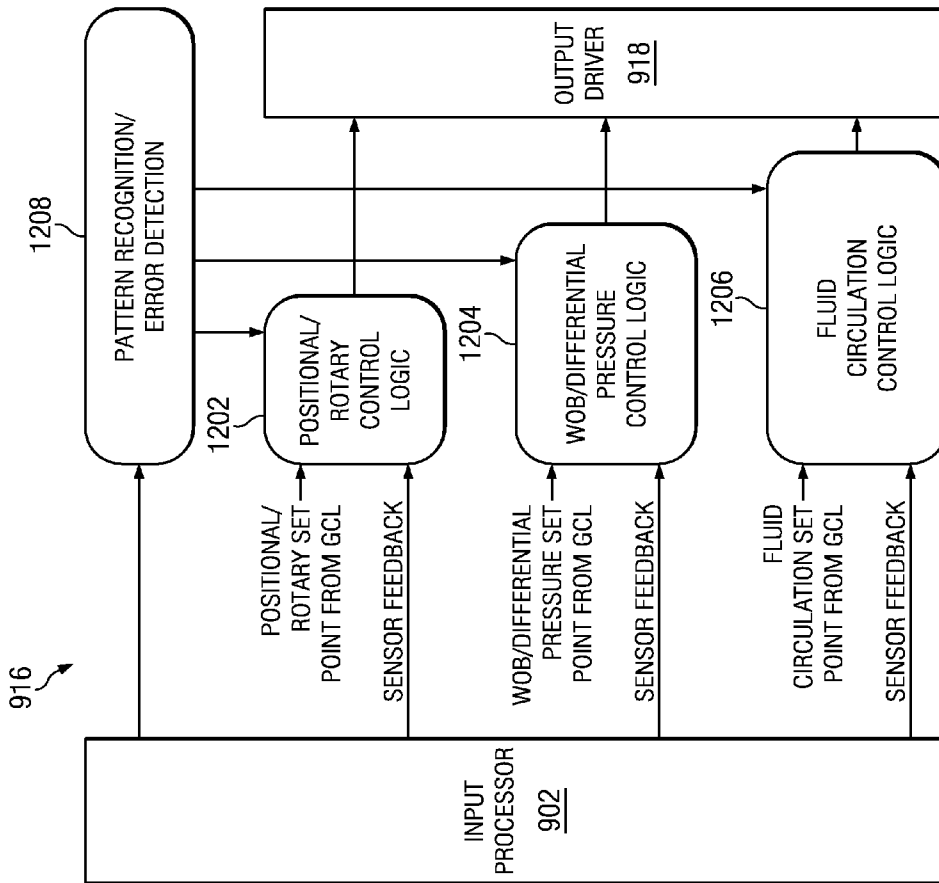 916
INPUT
PROCESSOR
902
1208
PATTERN RECOGNITION/
ERROR DETECTION
POSITIONAL/
ROTARY SET
POINT FROM GCL
SENSOR FEEDBACK
1202
POSITIONAL/
ROTARY
CONTROL
LOGIC
WOB/DIFFERENTIAL
PRESSURE SET
POINT FROM GCL
SENSOR FEEDBACK
1204
WOB/DIFFERENTIAL
PRESSURE
CONTROL LOGIC
FLUID
CIRCULATION SET
POINT FROM GCL
SENSOR FEEDBACK
1206
FLUID
CIRCULATION
CONTROL LOGIC
OUTPUT
DRIVER
918